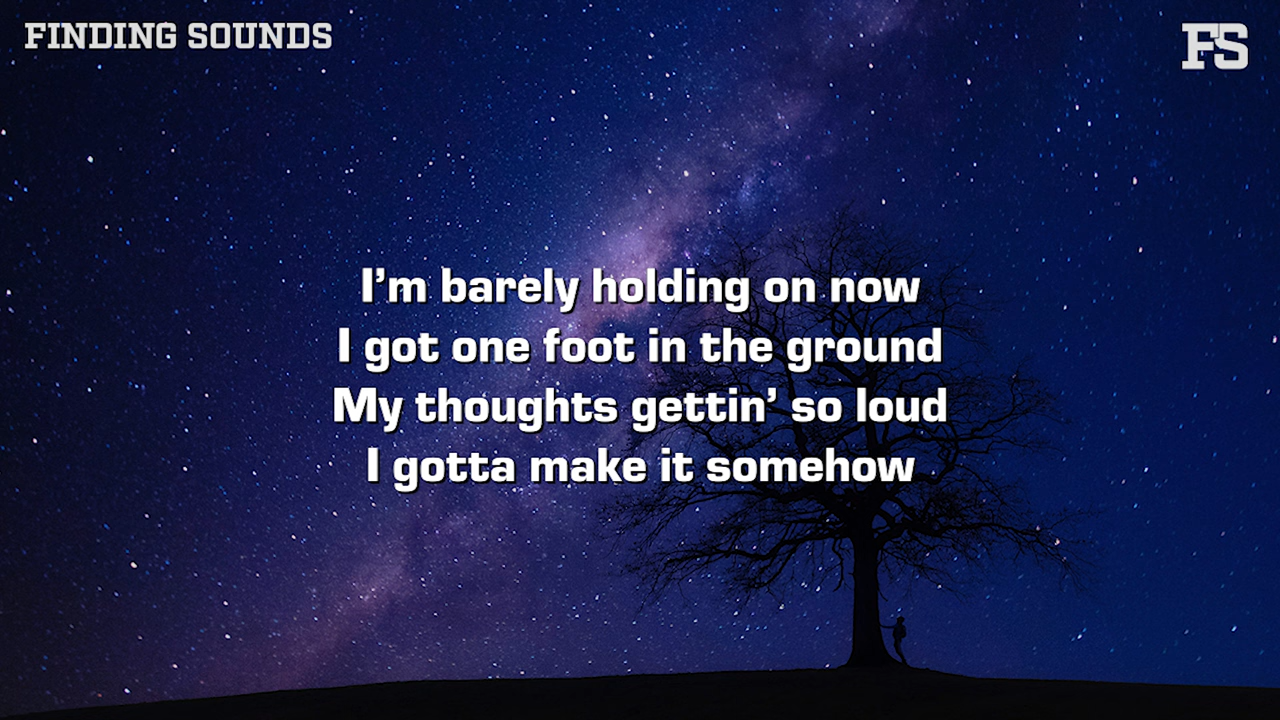 FINDING SOUNDS
FS
I'm barely holding on now
I got one foot in the ground
My thoughts gettin' so loud
I gotta make it somehow